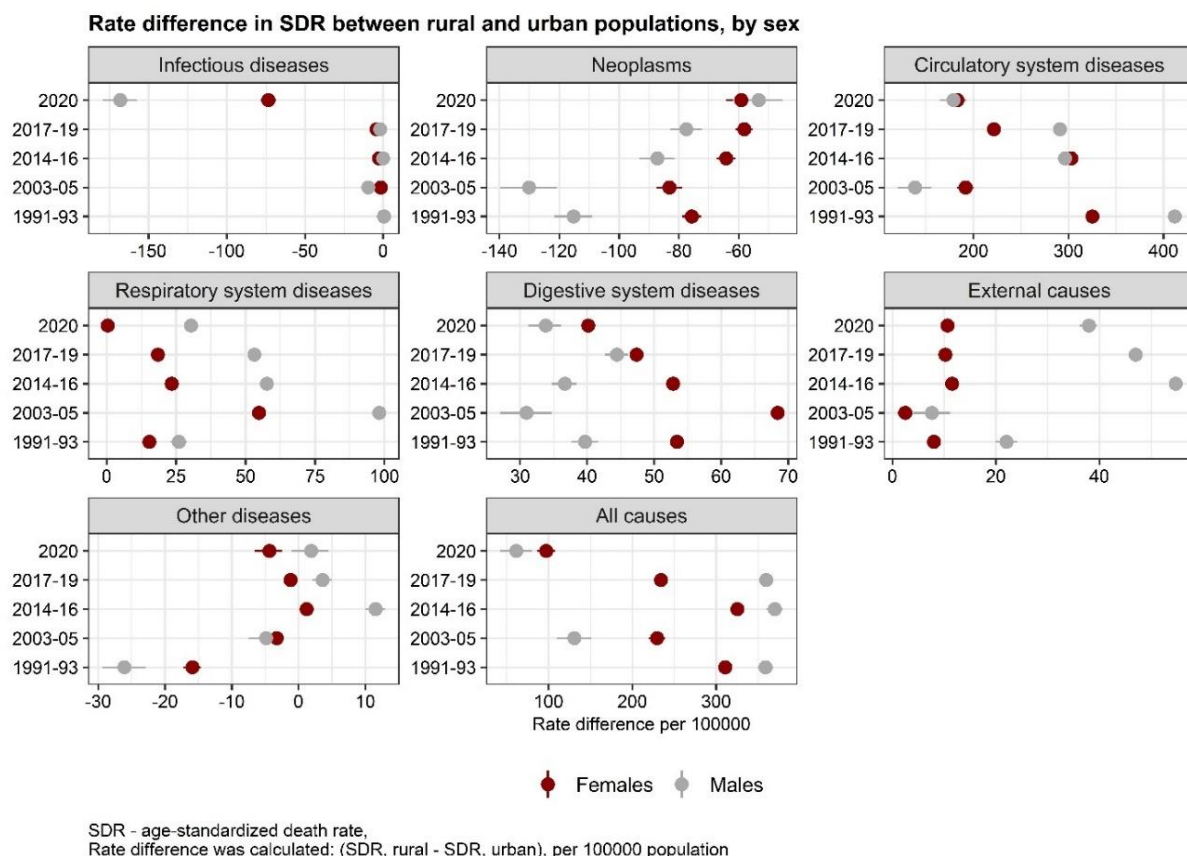 Rate difference in SDR between rural and urban populations, by sex
Infectious diseases
2020
2017-19
2014-16
2003-05
1991-93
-150 -100 -50 0
Neoplasms
2020
2017-19
2014-16
2003-05
1991-93
-140 -120 -100 -80 -60
Circulatory system diseases
2020
2017-19
2014-16
2003-05
1991-93
200 300 400
Respiratory system diseases
2020
2017-19
2014-16
2003-05
1991-93
0 25 50 75 100
Digestive system diseases
2020
2017-19
2014-16
2003-05
1991-93
30 40 50 60 70
External causes
2020
2017-19
2014-16
2003-05
1991-93
0 20 40
Other diseases
2020
2017-19
2014-16
2003-05
1991-93
-30 -20 -10 0 10
All causes
2020
2017-19
2014-16
2003-05
1991-93
100 200 300
Rate difference per 100000
Females Males
SDR - age-standardized death rate,
Rate difference was calculated: (SDR, rural - SDR, urban), per 100000 population